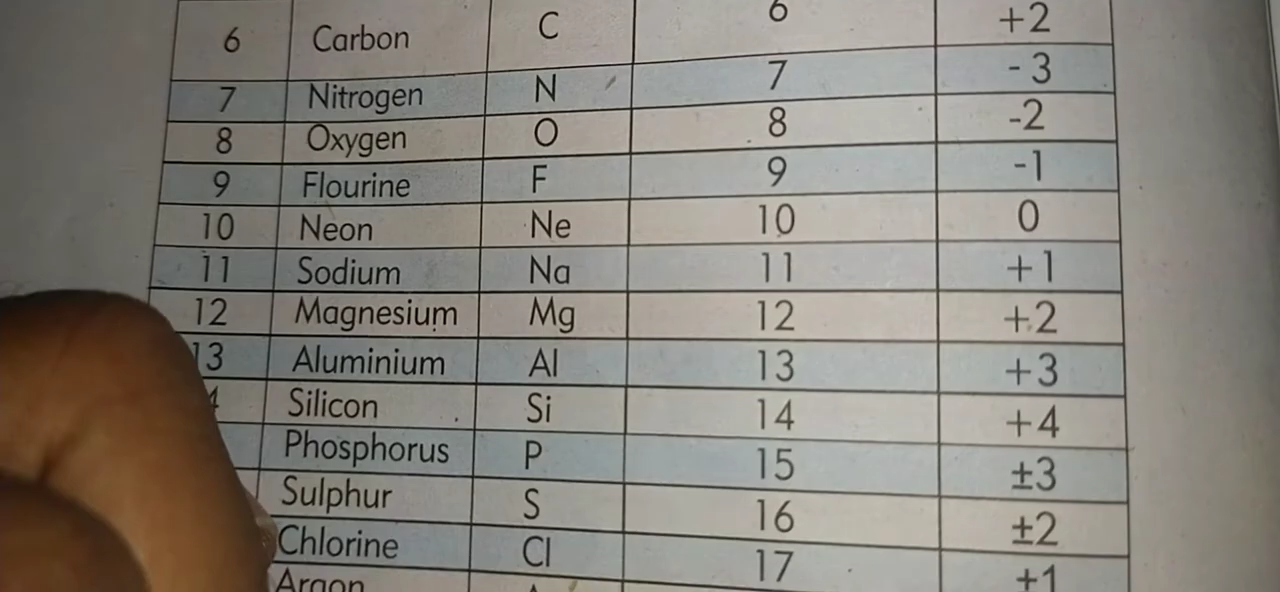 6 Carbon C 6 +2
7 Nitrogen N 7 - 3
8 Oxygen O 8 -2
9 Flourine F 9 -1
10 Neon Ne 10 0
11 Sodium Na 11 +1
12 Magnesium Mg 12 +2
13 Aluminium Al 13 +3
4 Silicon Si 14 +4
Phosphorus P 15 ±3
Sulphur S 16 ±2
Chlorine Cl 17 +1
Argon A